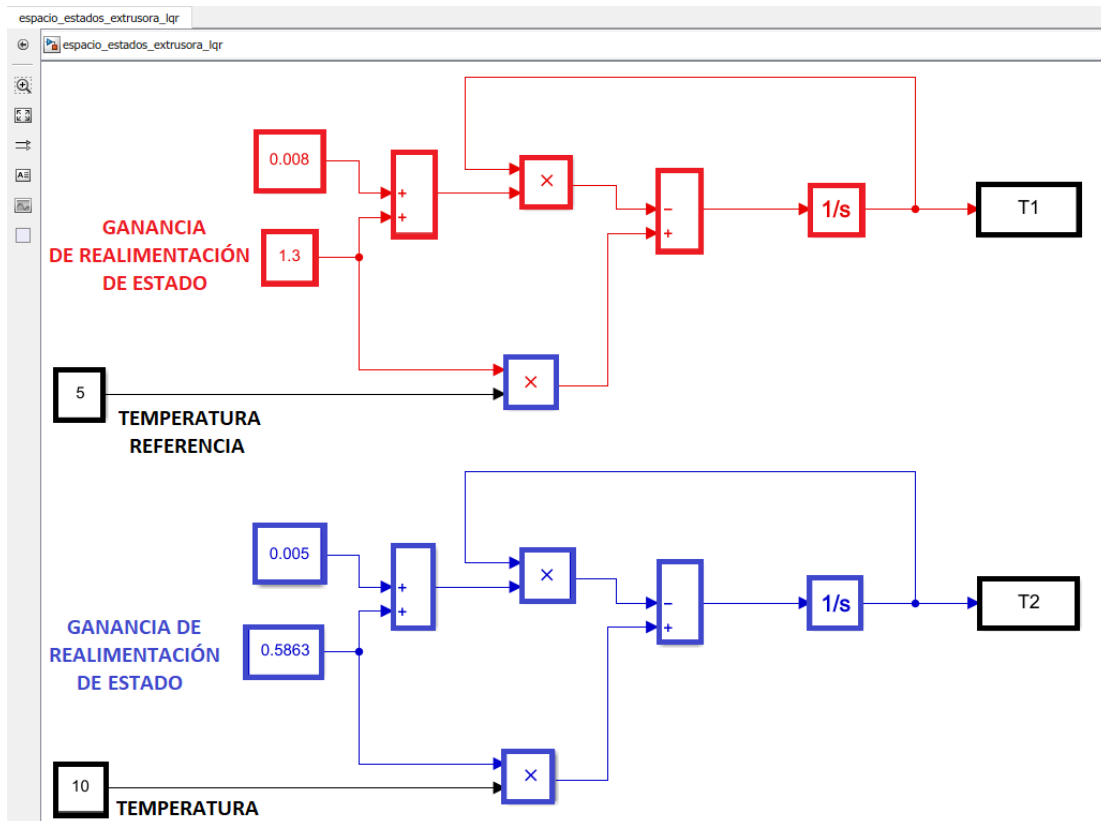 espacio_estados_extrusora_lqr
espacio_estados_extrusora_lqr
0.008
+
+
×
−
+
1/s
T1
GANANCIA
DE REALIMENTACIÓN
DE ESTADO
1.3
×
5
TEMPERATURA
REFERENCIA
0.005
+
+
×
−
+
1/s
T2
GANANCIA DE
REALIMENTACIÓN
DE ESTADO
0.5863
×
10
TEMPERATURA